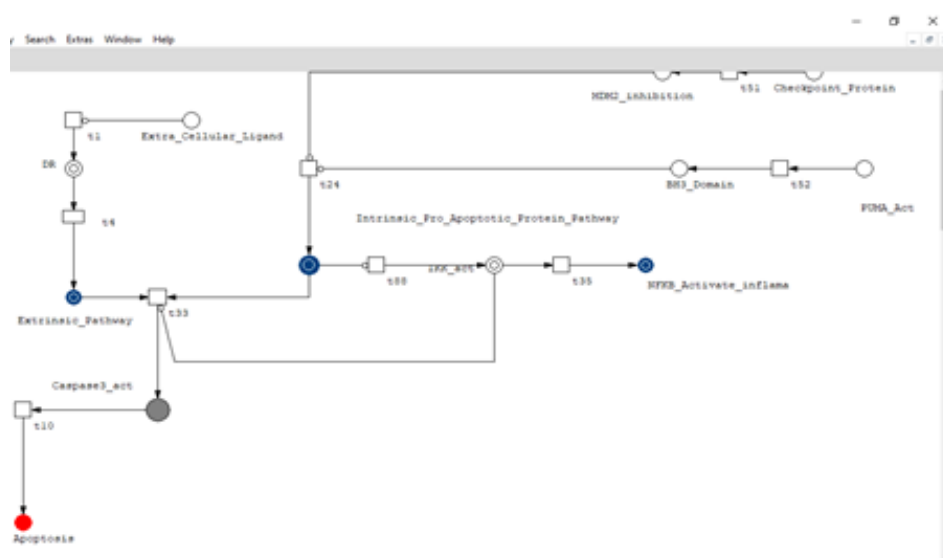 Search Extras Window Help
MDM2_inhibition
t51
Checkpoint_Protein
t1
Extra_Cellular_Ligand
DR
t24
BH3_Domain
t52
PUMA_Act
t4
Intrinsic_Pro_Apoptotic_Protein_Pathway
t88
t35
NFKB_Activate_inflama
Extrinsic_Pathway
t33
Caspase3_act
t10
Apoptosis